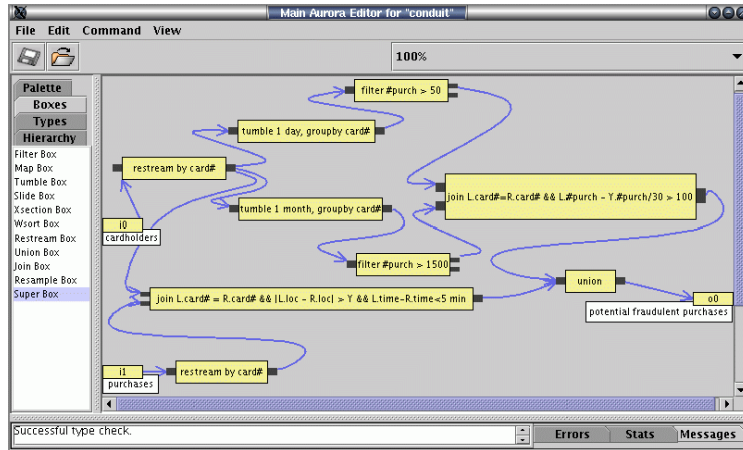 Main Aurora Editor for "conduit"
File Edit Command View
100%
Palette
Boxes
Types
Hierarchy
Filter Box
Map Box
Tumble Box
Slide Box
Xsection Box
Wsort Box
Restream Box
Union Box
Join Box
Resample Box
Super Box
filter #purch > 50
tumble 1 day, groupby card#
restream by card#
join L.card#=R.card# && L.#purch - Y.#purch/30 > 100
tumble 1 month, groupby card#
i0
cardholders
filter #purch > 1500
union
join L.card# = R.card# && |L.loc - R.loc| > Y && L.time-R.time<5 min
o0
potential fraudulent purchases
i1
purchases
restream by card#
Successful type check.
Errors Stats Messages